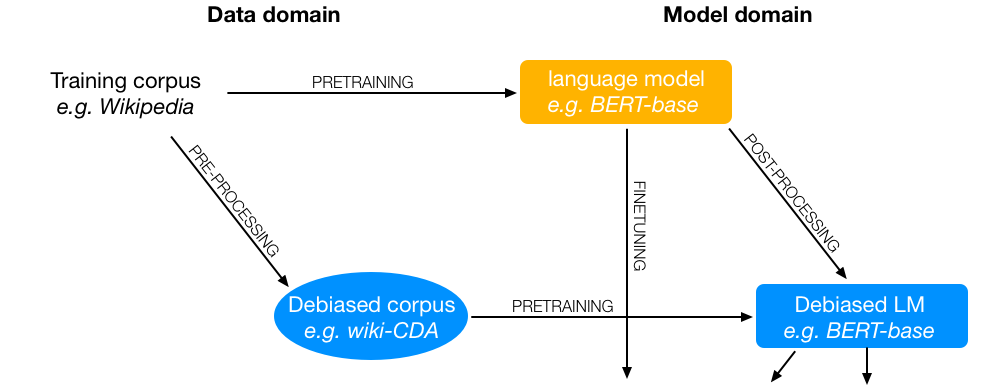 Data domain
Model domain
Training corpus
e.g. Wikipedia
PRETRAINING
language model
e.g. BERT-base
PRE-PROCESSING
FINETUNING
POST-PROCESSING
Debiased corpus
e.g. wiki-CDA
PRETRAINING
Debiased LM
e.g. BERT-base